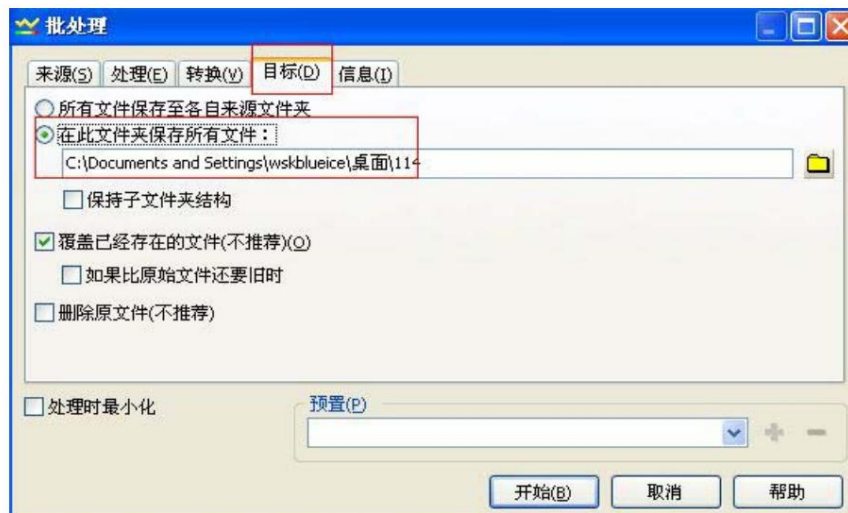 批处理
来源(S) 处理(E) 转换(V) 目标(D) 信息(I)
所有文件保存至各自来源文件夹
在此文件夹保存所有文件：
C:\Documents and Settings\wskblueice\桌面\114
保持子文件夹结构
覆盖已经存在的文件(不推荐)(O)
如果比原始文件还要旧时
删除原文件(不推荐)
处理时最小化
预置(P)
开始(B) 取消 帮助